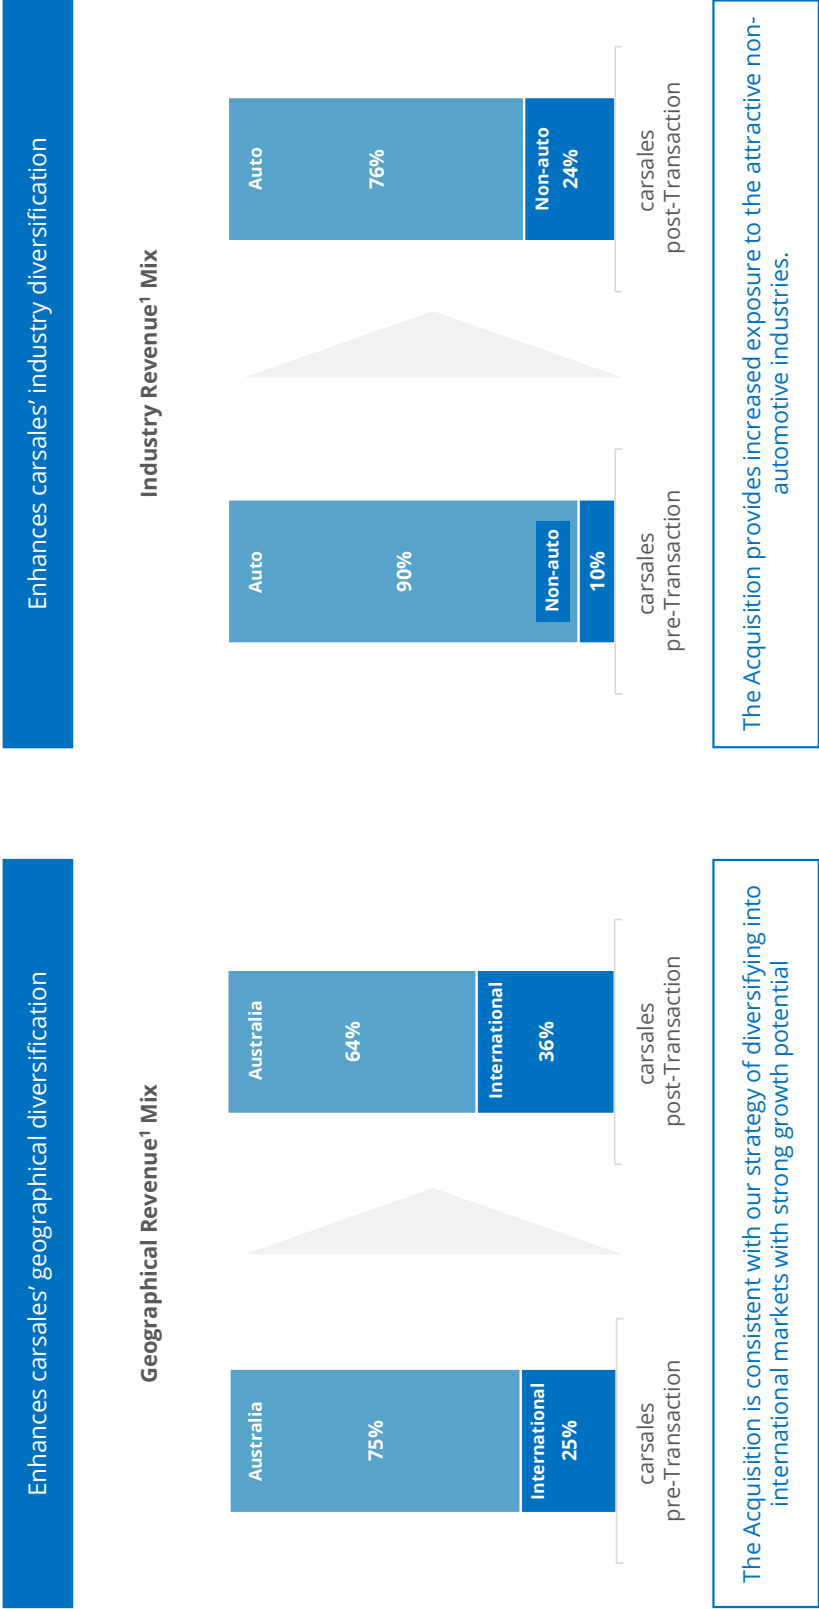 Enhances carsales’ geographical diversification
Geographical Revenue¹ Mix
Australia
75%
International
25%
carsales
pre-Transaction
Australia
64%
International
36%
carsales
post-Transaction
The Acquisition is consistent with our strategy of diversifying into
international markets with strong growth potential
Enhances carsales’ industry diversification
Industry Revenue¹ Mix
Auto
90%
Non-auto
10%
carsales
pre-Transaction
Auto
76%
Non-auto
24%
carsales
post-Transaction
The Acquisition provides increased exposure to the attractive non-
automotive industries.